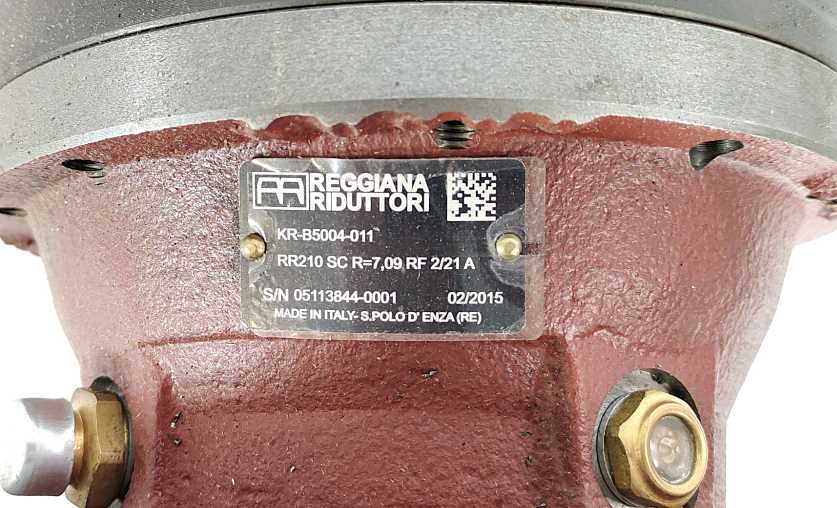 REGGIANA
RIDUTTORI
KR-B5004-011
RR210 SC R=7,09 RF 2/21 A
S/N 05113844-0001 02/2015
MADE IN ITALY- S.POLO D' ENZA (RE)